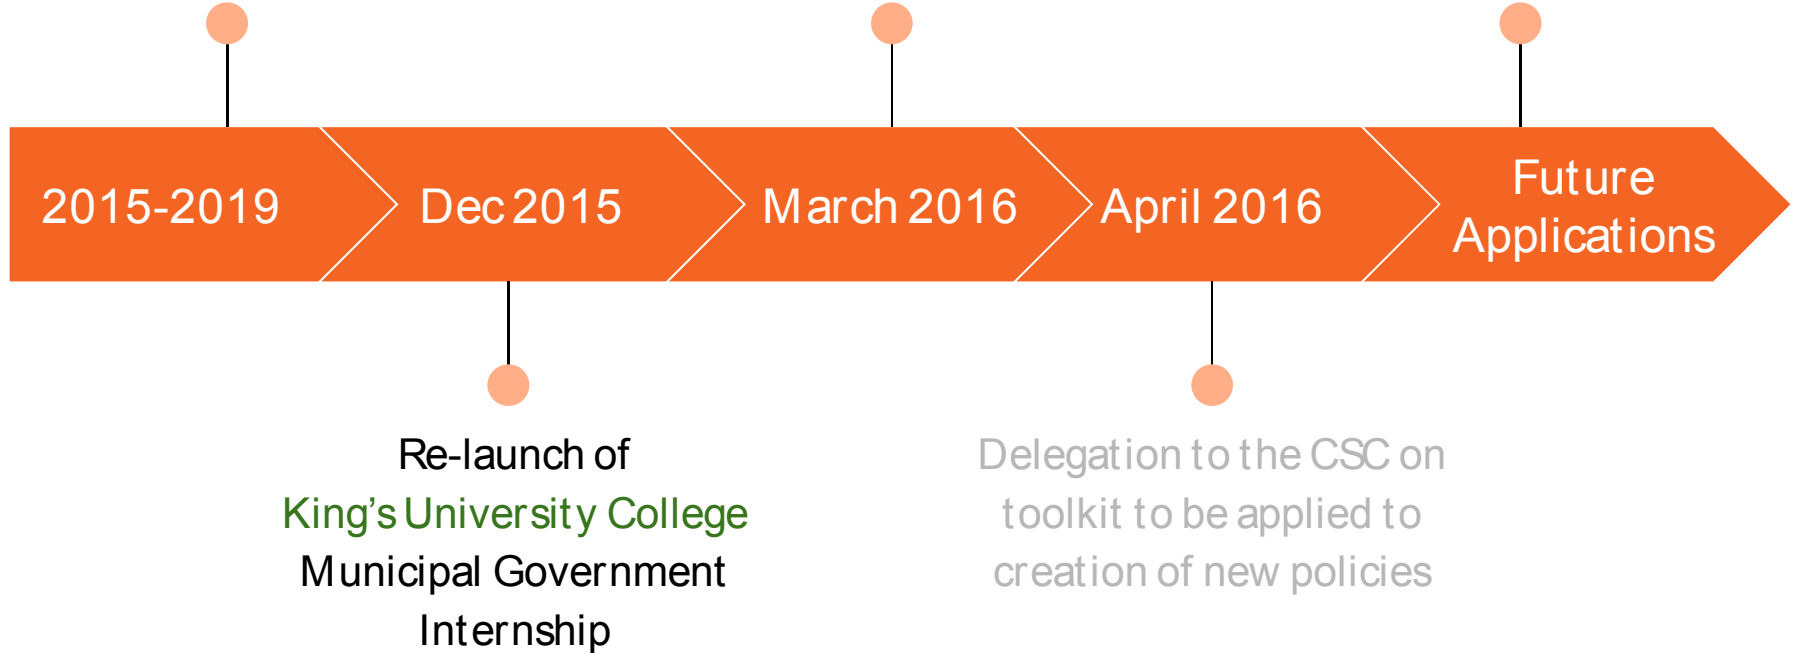 2015-2019
Dec 2015
March 2016
April 2016
Future
Applications
Re-launch of
King's University College
Municipal Government
Internship
Delegation to the CSC on
toolkit to be applied to
creation of new policies